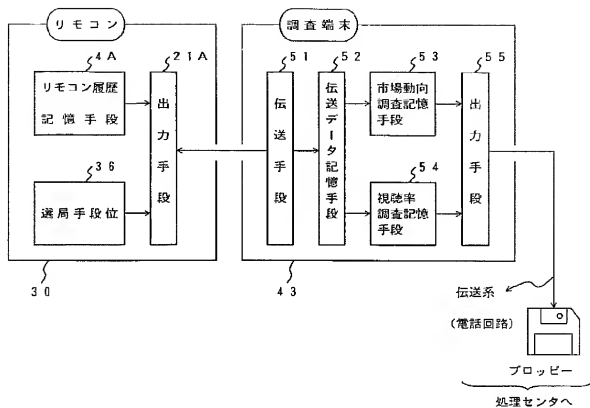 リモコン
調査端末
4A
21A
51
52
53
55
リモコン履歴
記憶手段
出力手段
伝送手段
伝送データ記憶手段
市場動向
調査記憶
手段
出力手段
36
54
選局手段位
視聴率
調査記憶
手段
30
43
伝送系
(電話回路)
プロッピー
処理センタへ